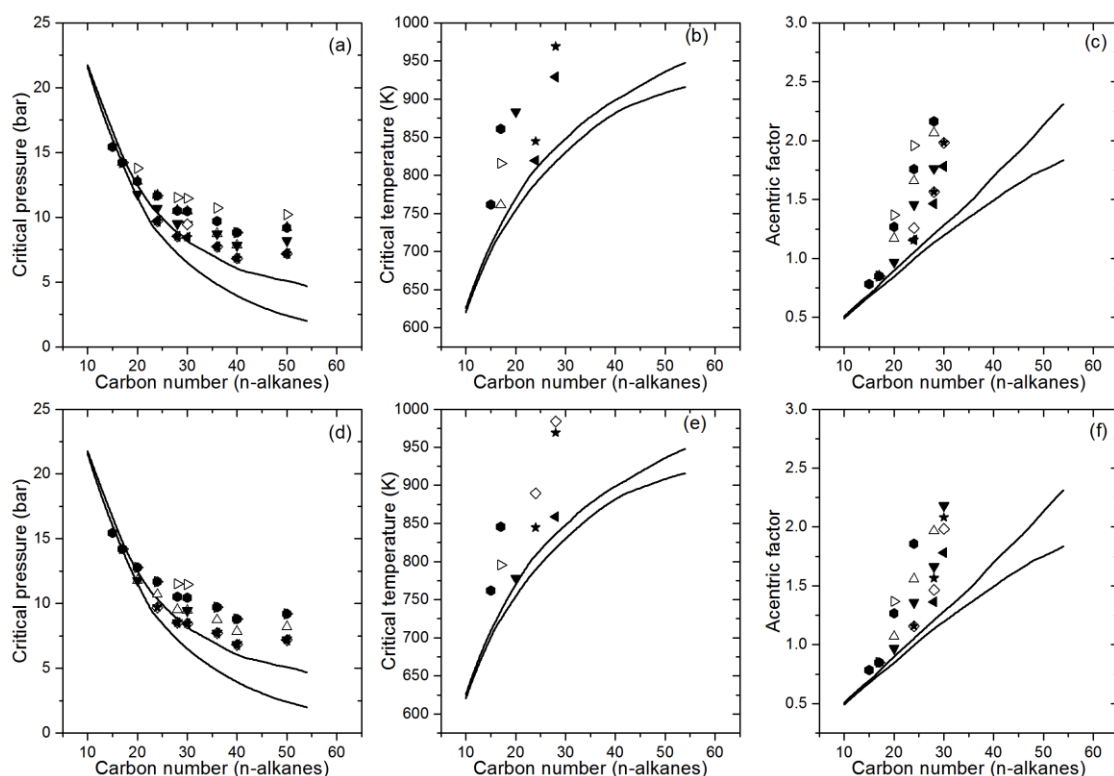 (a)
Critical pressure (bar)
25
20
15
10
5
0
10 20 30 40 50 60
Carbon number (n-alkanes)
(b)
Critical temperature (K)
1000
950
900
850
800
750
700
650
600
10 20 30 40 50 60
Carbon number (n-alkanes)
(c)
Acentric factor
3.0
2.5
2.0
1.5
1.0
0.5
10 20 30 40 50 60
Carbon number (n-alkanes)
(d)
Critical pressure (bar)
25
20
15
10
5
0
10 20 30 40 50 60
Carbon number (n-alkanes)
(e)
Critical temperature (K)
1000
950
900
850
800
750
700
650
600
10 20 30 40 50 60
Carbon number (n-alkanes)
(f)
Acentric factor
3.0
2.5
2.0
1.5
1.0
0.5
10 20 30 40 50 60
Carbon number (n-alkanes)